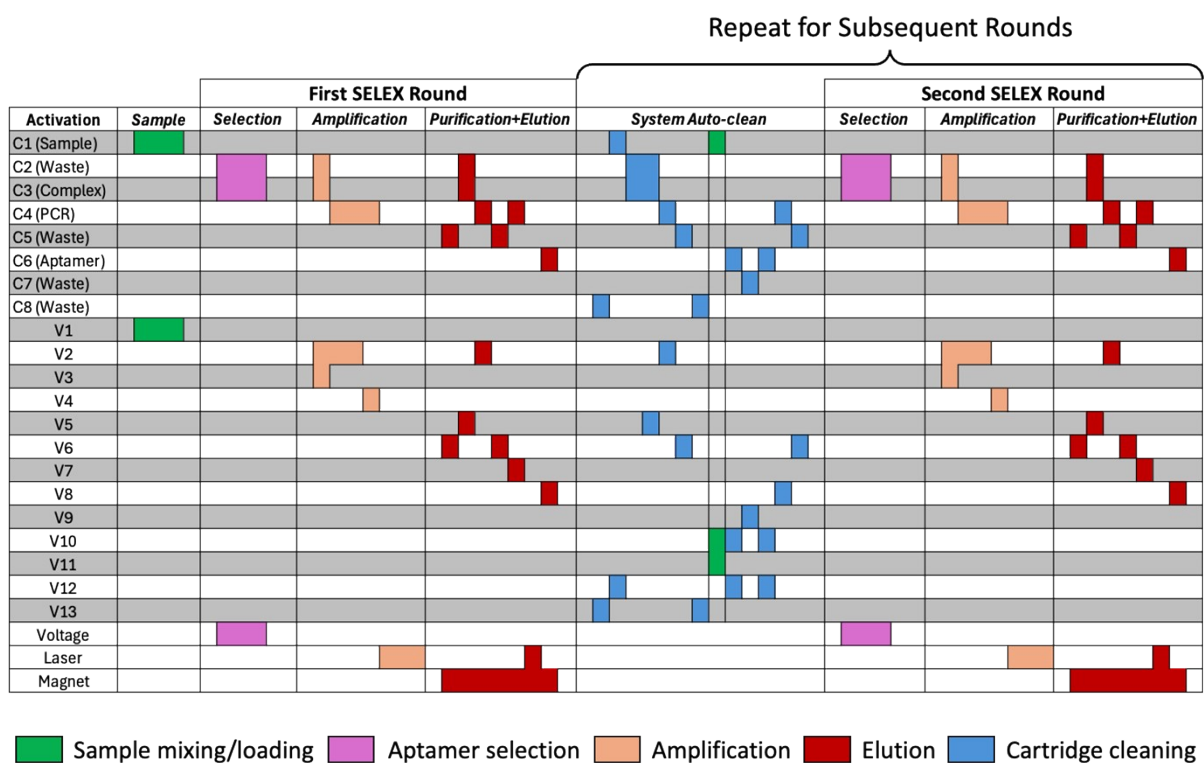 Repeat for Subsequent Rounds
First SELEX Round
Second SELEX Round
Activation Sample Selection Amplification Purification+Elution System Auto-clean Selection Amplification Purification+Elution
C1 (Sample)
C2 (Waste)
C3 (Complex)
C4 (PCR)
C5 (Waste)
C6 (Aptamer)
C7 (Waste)
C8 (Waste)
V1
V2
V3
V4
V5
V6
V7
V8
V9
V10
V11
V12
V13
Voltage
Laser
Magnet
Sample mixing/loading Aptamer selection Amplification Elution Cartridge cleaning